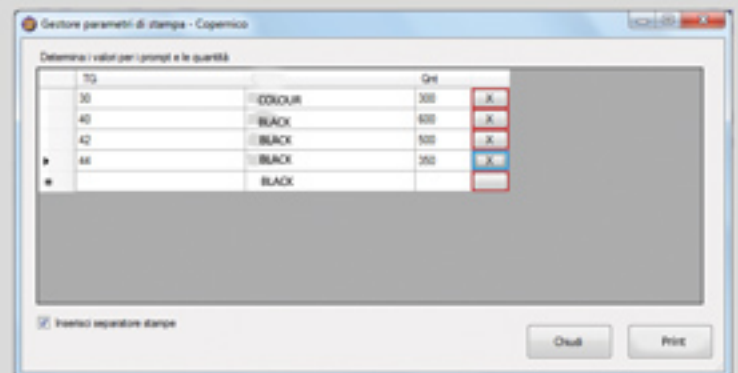 Gestore parametri di stampa - Copernico
Determina i valori per i prompt e le quantità
TG Qnt
30 COLOUR 300 X
40 BLACK 600 X
42 BLACK 500 X
44 BLACK 350 X
BLACK
Inserisci separatore stampe
Chiudi Print